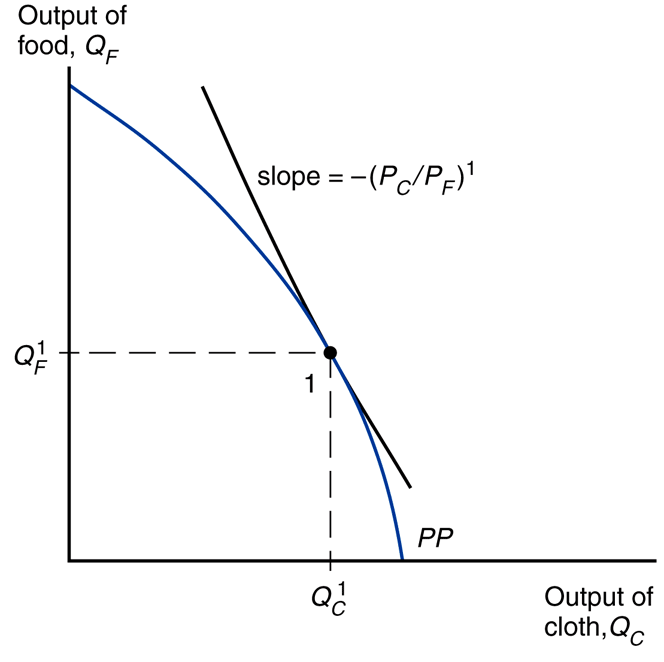 Output of
food, Q_F
slope = −(P_C/P_F)^1
Q_F^1
1
PP
Q_C^1
Output of
cloth,Q_C